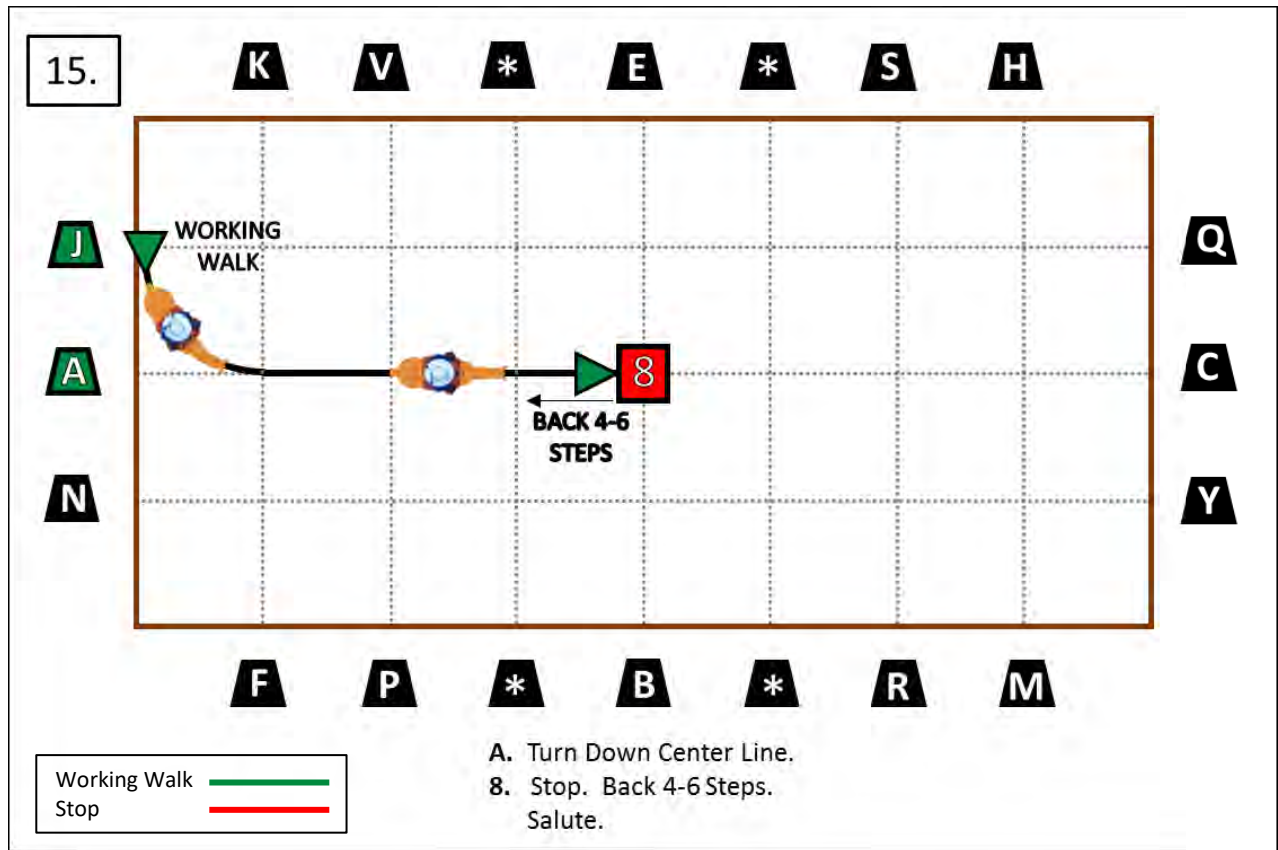 15.
K V * E * S H
J
WORKING
WALK
Q
A
8
C
BACK 4-6
STEPS
N
Y
F P * B * R M
A. Turn Down Center Line.
8. Stop. Back 4-6 Steps.
Salute.
Working Walk
Stop